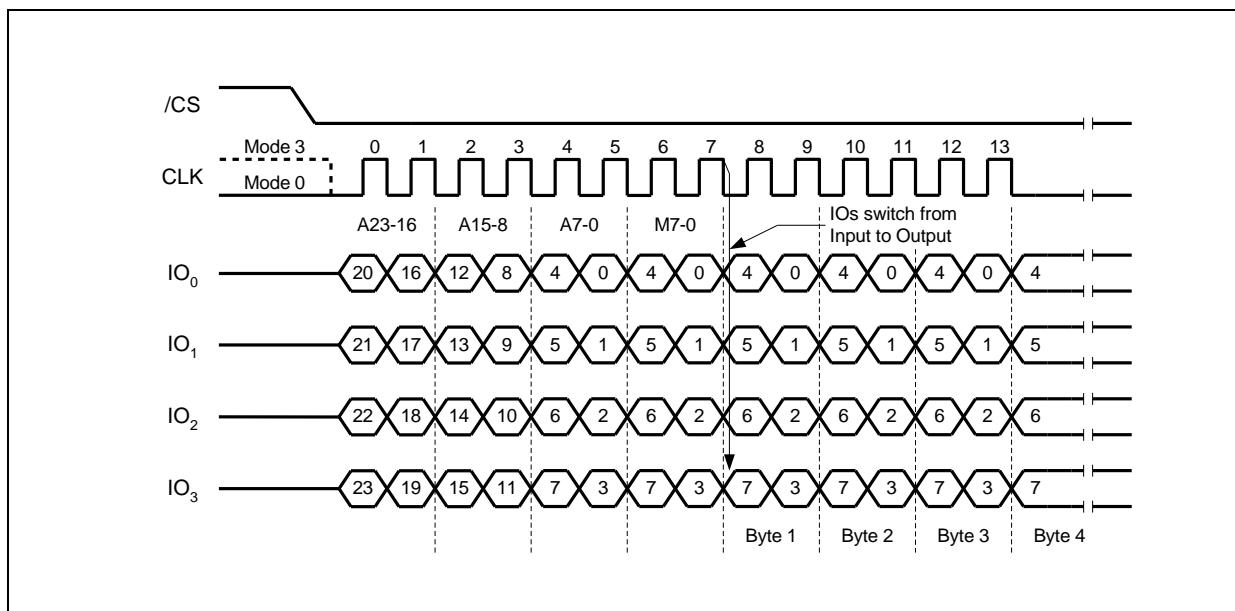 /CS
Mode 3 0 1 2 3 4 5 6 7 8 9 10 11 12 13
CLK
Mode 0
A23-16 A15-8 A7-0 M7-0 IOs switch from
Input to Output
IO0 20 16 12 8 4 0 4 0 4 0 4 0 4 0 4
IO1 21 17 13 9 5 1 5 1 5 1 5 1 5 1 5
IO2 22 18 14 10 6 2 6 2 6 2 6 2 6 2 6
IO3 23 19 15 11 7 3 7 3 7 3 7 3 7 3 7
Byte 1 Byte 2 Byte 3 Byte 4